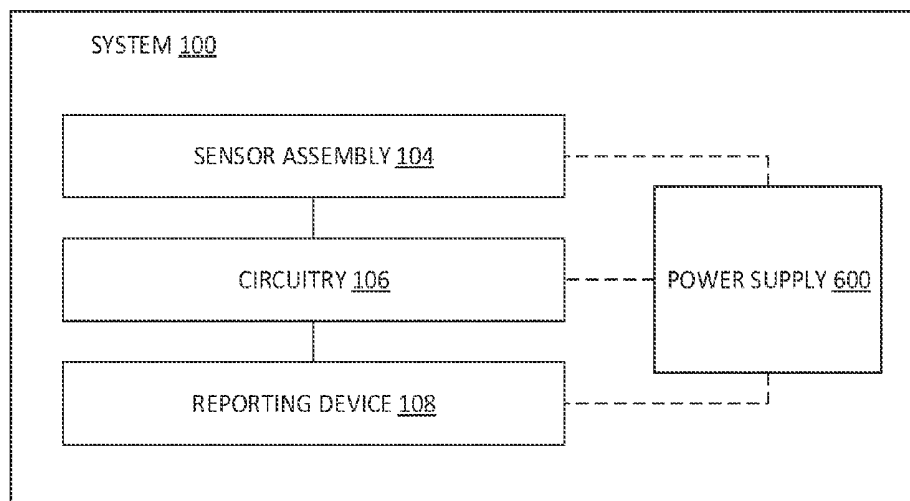 SYSTEM 100
SENSOR ASSEMBLY 104
CIRCUITRY 106
POWER SUPPLY 600
REPORTING DEVICE 108